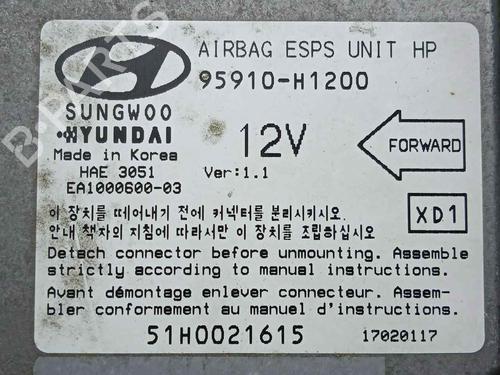 AIRBAG ESPS UNIT HP
95910-H1200
SUNGWOO
HYUNDAI
Made in Korea
HAE 3051
EA1000600-03
12V
Ver:1.1
FORWARD
XD1
이 장치를 떼어내기 전에 커넥터를 분리시키시오.
안내 책자의 지침에 따라서만 이 장치를 조립하십시오
Detach connector before unmounting. Assemble
strictly according to manual instructions.
Avant démontage enlever connecteur. Assem-
bler conformement au manuel d'instructions.
51H0021615
17020117
B-PARTS